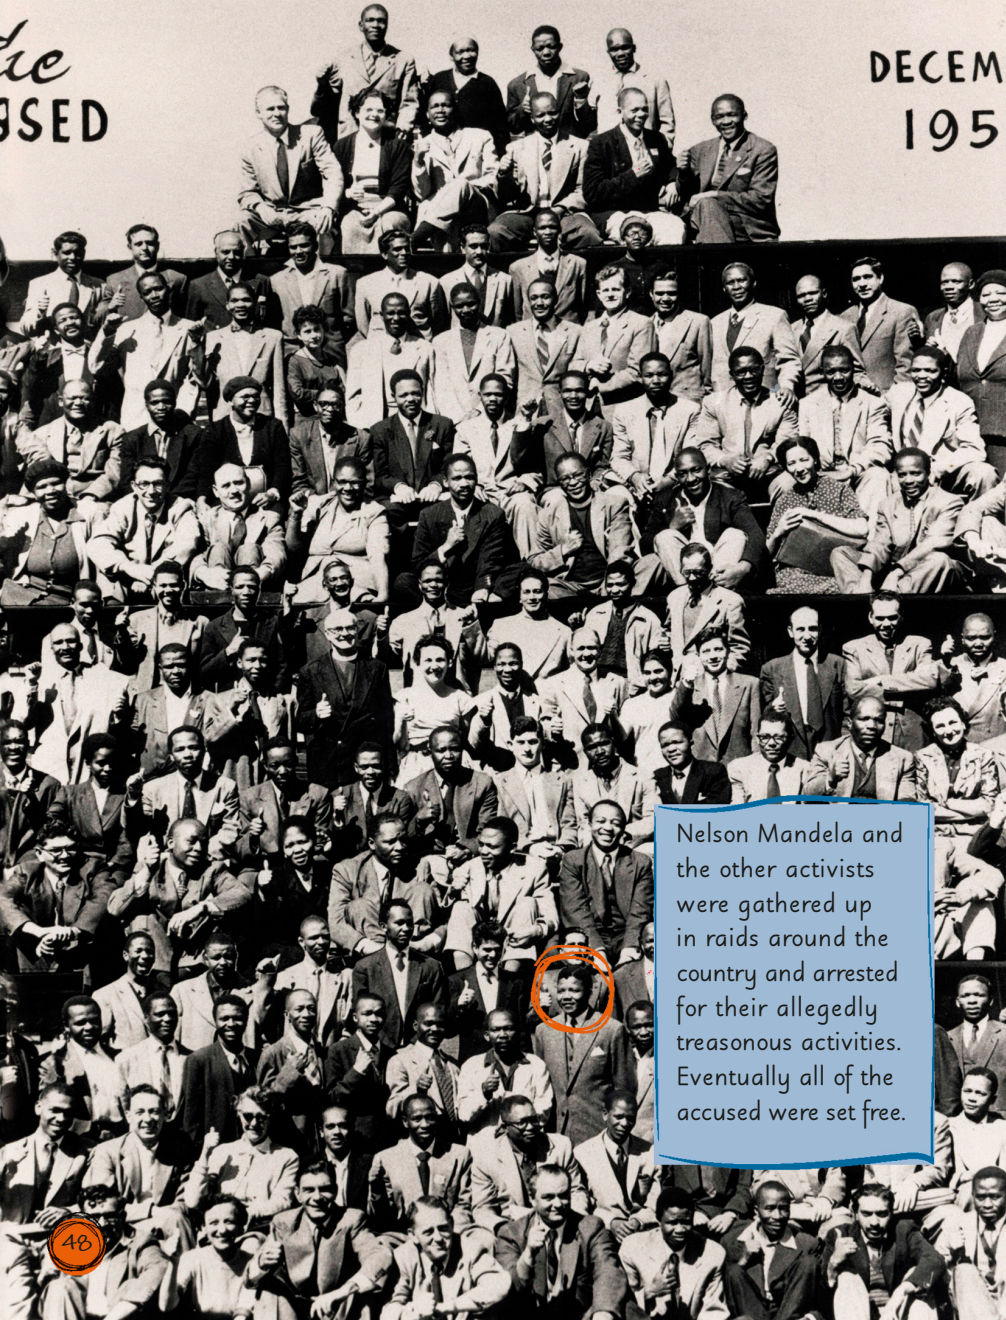 DECEM
195
Nelson Mandela and
the other activists
were gathered up
in raids around the
country and arrested
for their allegedly
treasonous activities.
Eventually all of the
accused were set free.
48